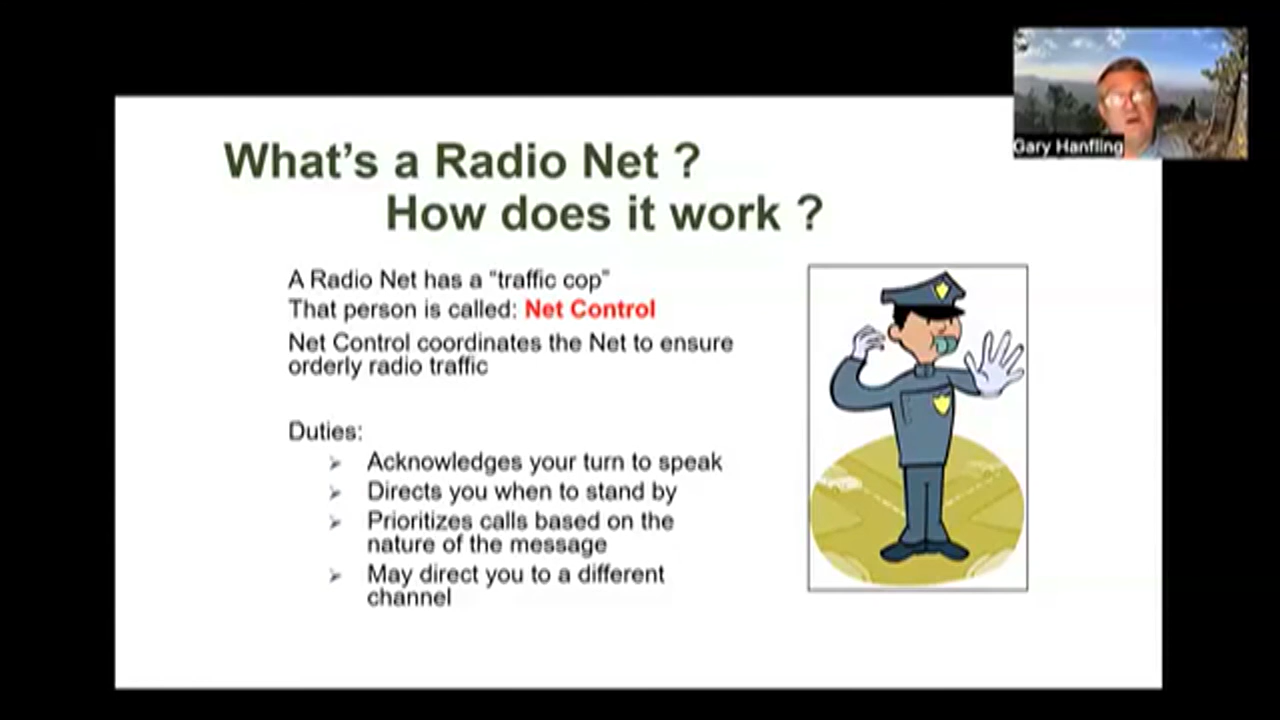 What's a Radio Net ?
How does it work ?
A Radio Net has a "traffic cop"
That person is called: Net Control
Net Control coordinates the Net to ensure
orderly radio traffic
Duties:
Acknowledges your turn to speak
Directs you when to stand by
Prioritizes calls based on the
nature of the message
May direct you to a different
channel
Gary Hanfling